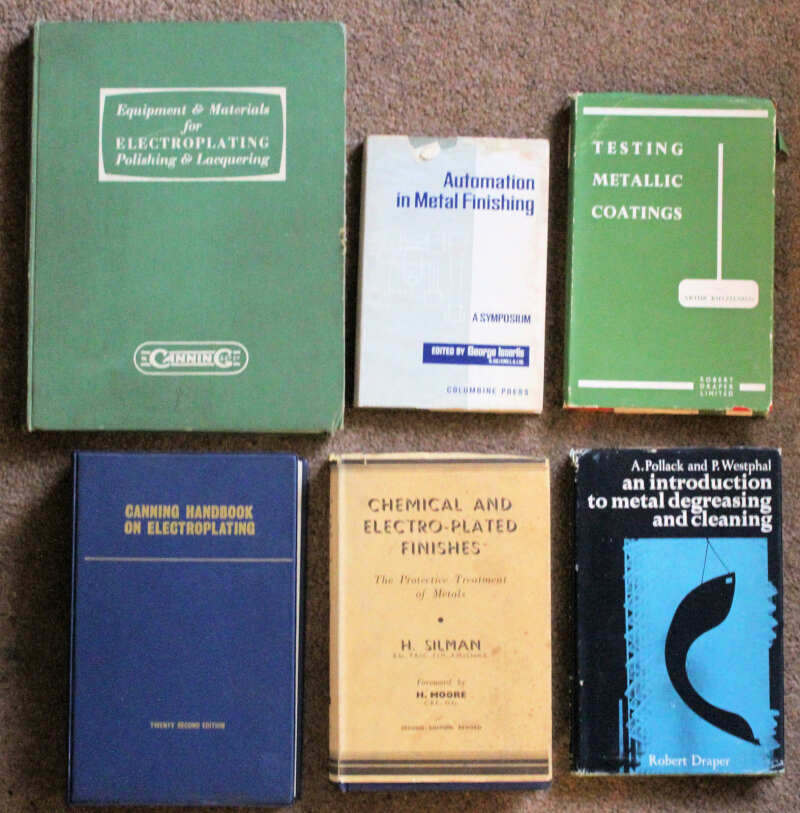 Equipment & Materials
for
ELECTROPLATING
Polishing & Lacquering
CANNING
Automation
in Metal Finishing
A SYMPOSIUM
EDITED BY George Isserlis
COLUMBINE PRESS
TESTING
METALLIC
COATINGS
ROBERT
DRAPER
LIMITED
CANNING HANDBOOK
ON ELECTROPLATING
TWENTY SECOND EDITION
CHEMICAL AND
ELECTRO-PLATED
FINISHES
The Protective Treatment
of Metals
H. SILMAN
Foreword by
H. MOORE
SECOND EDITION, REVISED
A. Pollack and P. Westphal
an introduction
to metal degreasing
and cleaning
Robert Draper